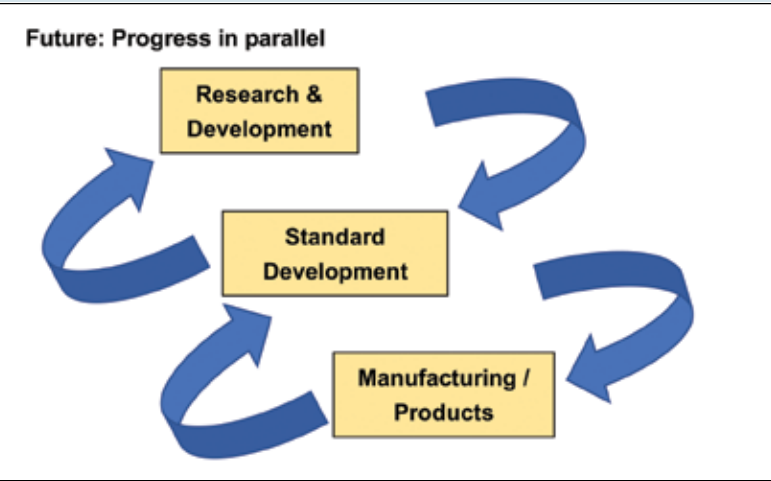 Future: Progress in parallel
Research &
Development
Standard
Development
Manufacturing /
Products